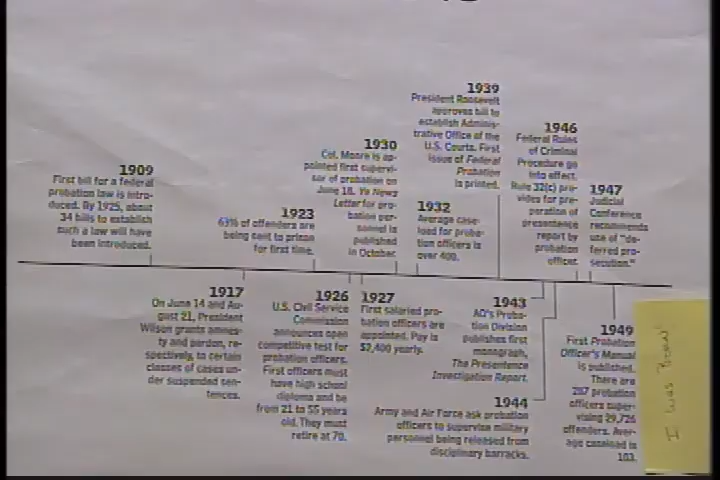 1909
First bill for a federal
probation law is intro-
duced. By 1925, about
34 bills to establish
such a law will have
been introduced.
1923
63% of offenders are
being sent to prison
for first time.
1930
Col. Moore is ap-
pointed first supervi-
sor of probation on
June 18. Ye News
Letter for pro-
bation per-
sonnel is
published
in October.
1932
Average case-
load for proba-
tion officers is
over 400.
1939
President Roosevelt
approves bill to
establish Adminis-
trative Office of the
U.S. Courts. First
issue of Federal
Probation
is printed.
1946
Federal Rules
of Criminal
Procedure go
into effect.
Rule 32(c) pro-
vides for pre-
paration of
presentence
report by
probation
officer.
1947
Judicial
Conference
recommends
use of "de-
ferred pro-
secution."
1917
On June 14 and Au-
gust 21, President
Wilson grants amnes-
ty and pardon, re-
spectively, to certain
classes of cases un-
der suspended sen-
tences.
1926
U.S. Civil Service
Commission
announces open
competitive test for
probation officers.
First officers must
have high school
diploma and be
from 21 to 55 years
old. They must
retire at 70.
1927
First salaried pro-
bation officers are
appointed. Pay is
$2,400 yearly.
1943
AO's Proba-
tion Division
publishes first
monograph,
The Presentence
Investigation Report.
1944
Army and Air Force ask probation
officers to supervise military
personnel being released from
disciplinary barracks.
1949
First Probation
Officer's Manual
is published.
There are
287 probation
officers super-
vising 29,726
offenders. Aver-
age caseload is
103.
I was Born